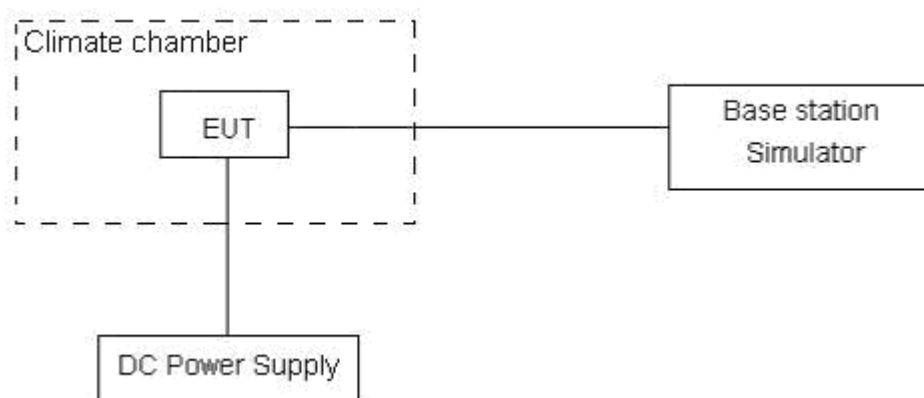 Climate chamber
EUT
Base station
Simulator
DC Power Supply